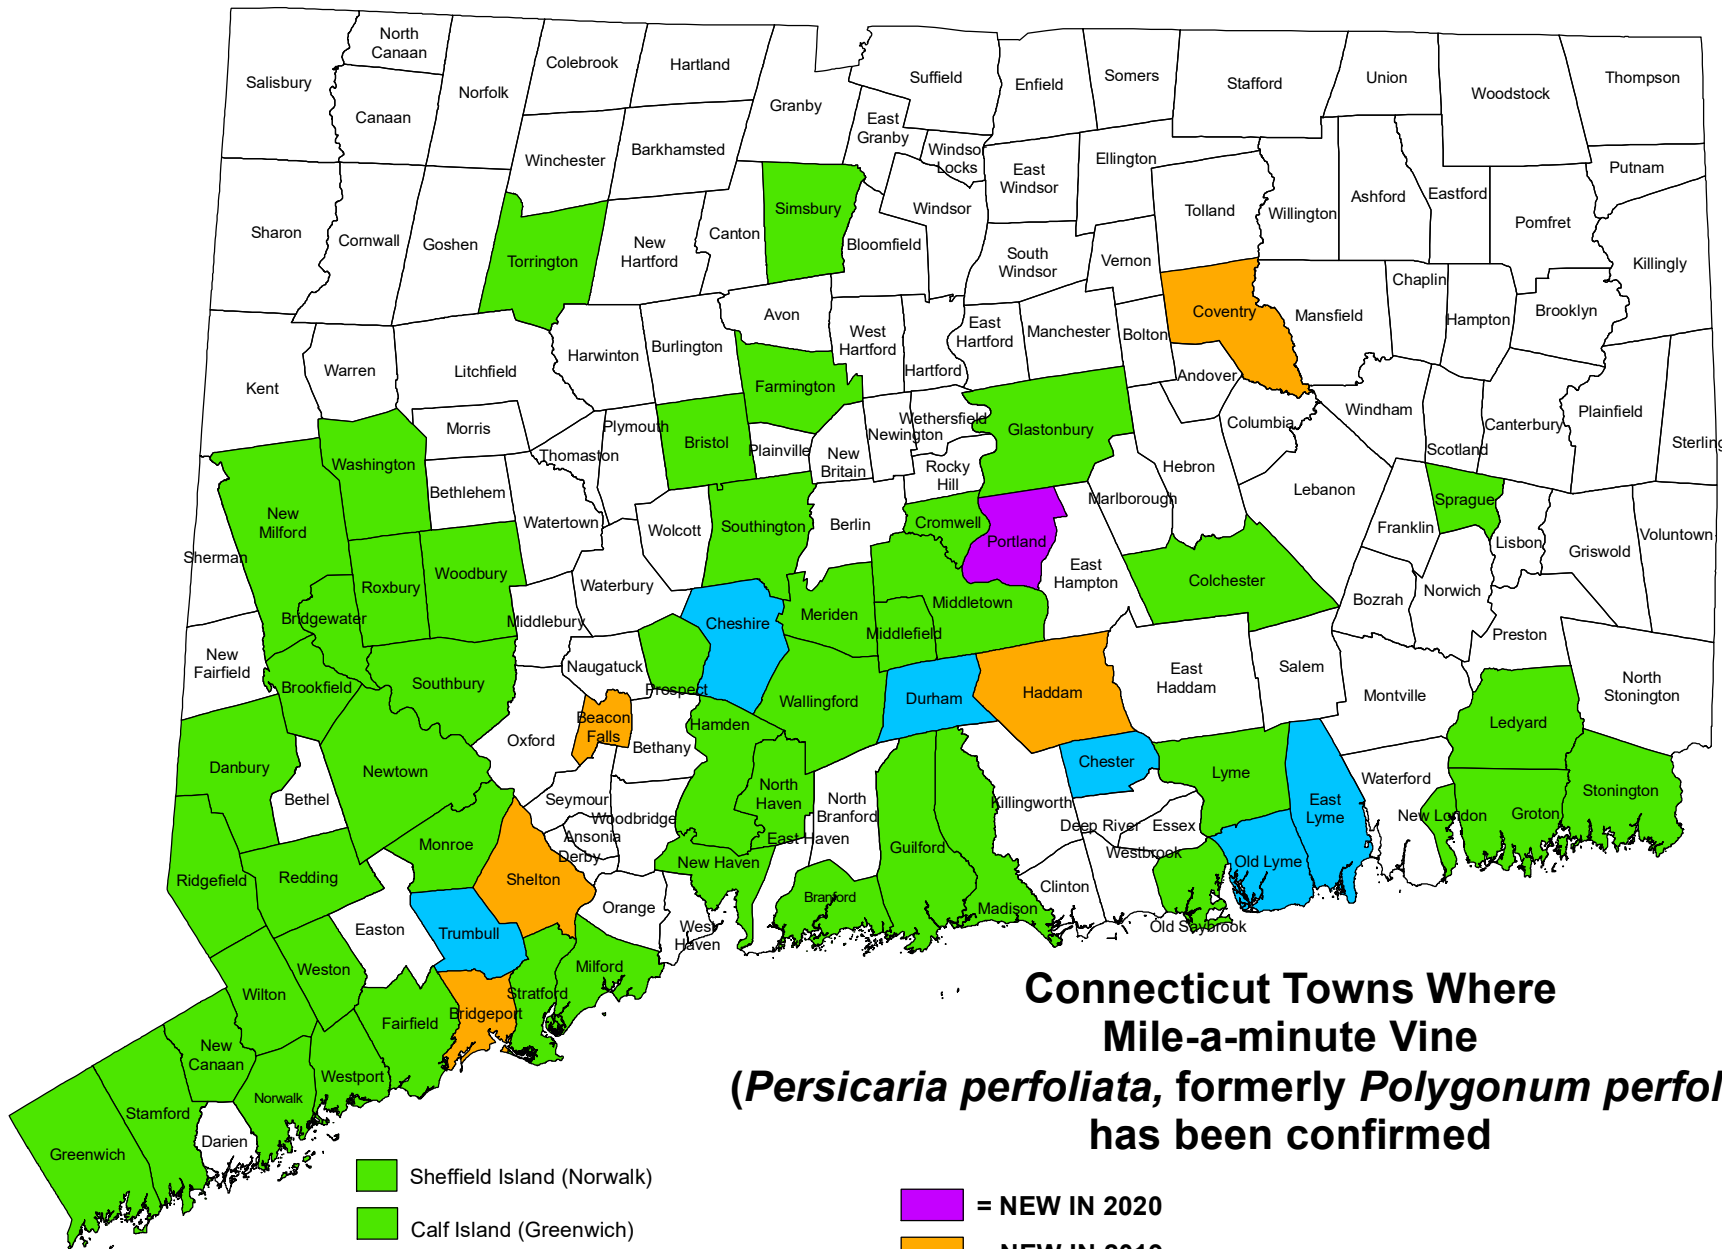 North
Canaan
Salisbury
Colebrook
Hartland
Suffield
Enfield
Somers
Stafford
Union
Woodstock
Thompson
Norfolk
Canaan
Granby
East
Granby
Windsor
Locks
Winchester
Barkhamsted
East
Windsor
Ellington
Putnam
Sharon
Cornwall
Goshen
Torrington
New
Hartford
Canton
Simsbury
Bloomfield
Windsor
South
Windsor
Vernon
Tolland
Willington
Ashford
Eastford
Pomfret
Killingly
Kent
Warren
Litchfield
Harwinton
Burlington
Avon
West
Hartford
Hartford
East
Hartford
Manchester
Bolton
Coventry
Mansfield
Chaplin
Hampton
Brooklyn
Farmington
Andover
Morris
Plymouth
Thomaston
Bristol
Plainville
New
Britain
Newington
Wethersfield
Rocky
Hill
Glastonbury
Hebron
Columbia
Windham
Scotland
Canterbury
Plainfield
Sterling
Washington
Bethlehem
Watertown
Wolcott
Southington
Berlin
Cromwell
Portland
Marlborough
Lebanon
Franklin
Sprague
Lisbon
Griswold
Voluntown
New
Milford
Sherman
Roxbury
Woodbury
Waterbury
Middlebury
Cheshire
Meriden
Middletown
Middlefield
East
Hampton
Colchester
Bozrah
Norwich
Preston
Bridgewater
New
Fairfield
Brookfield
Southbury
Naugatuck
Prospect
Wallingford
Durham
Haddam
East
Haddam
Salem
Montville
North
Stonington
Ledyard
Danbury
Bethel
Newtown
Oxford
Beacon
Falls
Bethany
Hamden
North
Haven
North
Branford
Killingworth
Chester
Lyme
East
Lyme
Waterford
New London
Groton
Stonington
Seymour
Woodbridge
Ansonia
Derby
East Haven
Guilford
Deep River
Essex
Westbrook
Monroe
Shelton
New Haven
Old Lyme
Ridgefield
Redding
Easton
Trumbull
Orange
West
Haven
Branford
Madison
Clinton
Old Saybrook
Weston
Wilton
Milford
Stratford
Fairfield
Bridgeport
New
Canaan
Westport
Norwalk
Stamford
Darien
Greenwich
Connecticut Towns Where
Mile-a-minute Vine
(Persicaria perfoliata, formerly Polygonum perfol
has been confirmed
Sheffield Island (Norwalk)
Calf Island (Greenwich)
= NEW IN 2020